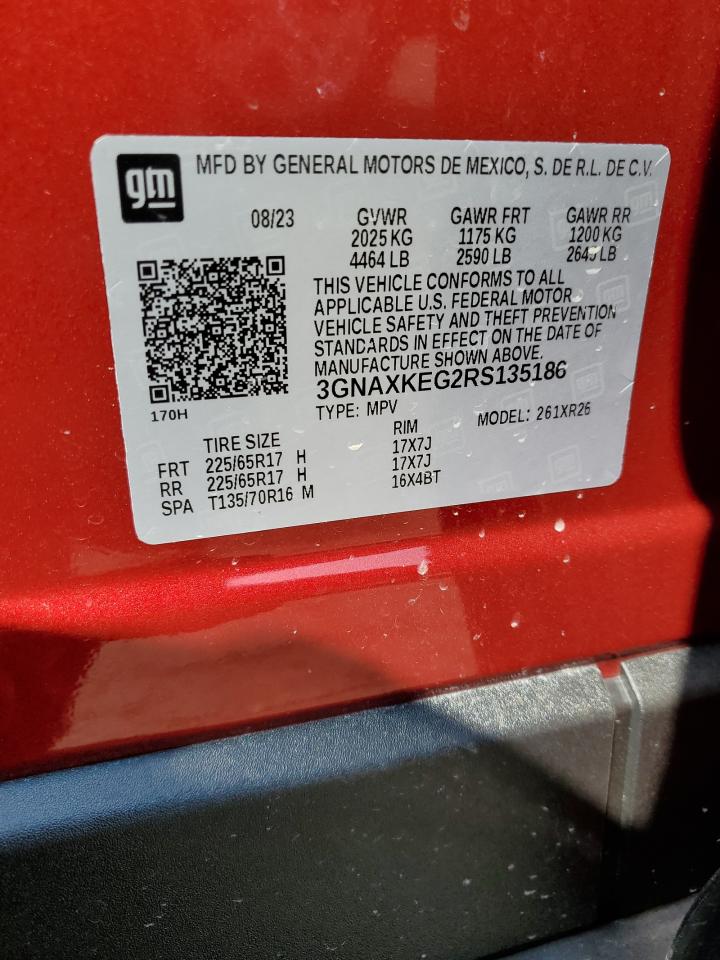 gm
MFD BY GENERAL MOTORS DE MEXICO, S. DE R.L. DE C.V.
08/23 GVWR GAWR FRT GAWR RR
2025 KG 1175 KG 1200 KG
4464 LB 2590 LB 2645 LB
THIS VEHICLE CONFORMS TO ALL
APPLICABLE U.S. FEDERAL MOTOR
VEHICLE SAFETY AND THEFT PREVENTION
STANDARDS IN EFFECT ON THE DATE OF
MANUFACTURE SHOWN ABOVE.
3GNAXKEG2RS135186
170H
TYPE: MPV MODEL: 261XR26
TIRE SIZE RIM
FRT 225/65R17 H 17X7J
RR 225/65R17 H 17X7J
SPA T135/70R16 M 16X4BT